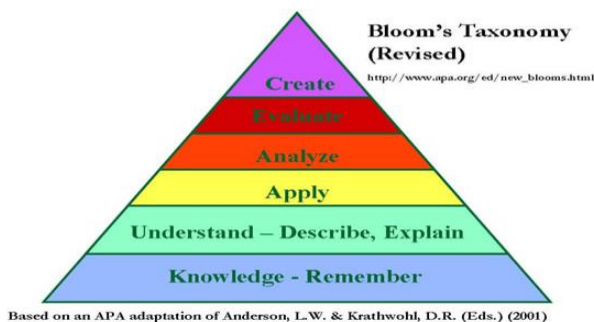 Bloom's Taxonomy
(Revised)
http://www.apa.org/ed/new_blooms.html
Create
Evaluate
Analyze
Apply
Understand – Describe, Explain
Knowledge - Remember
Based on an APA adaptation of Anderson, L.W. & Krathwohl, D.R. (Eds.) (2001)